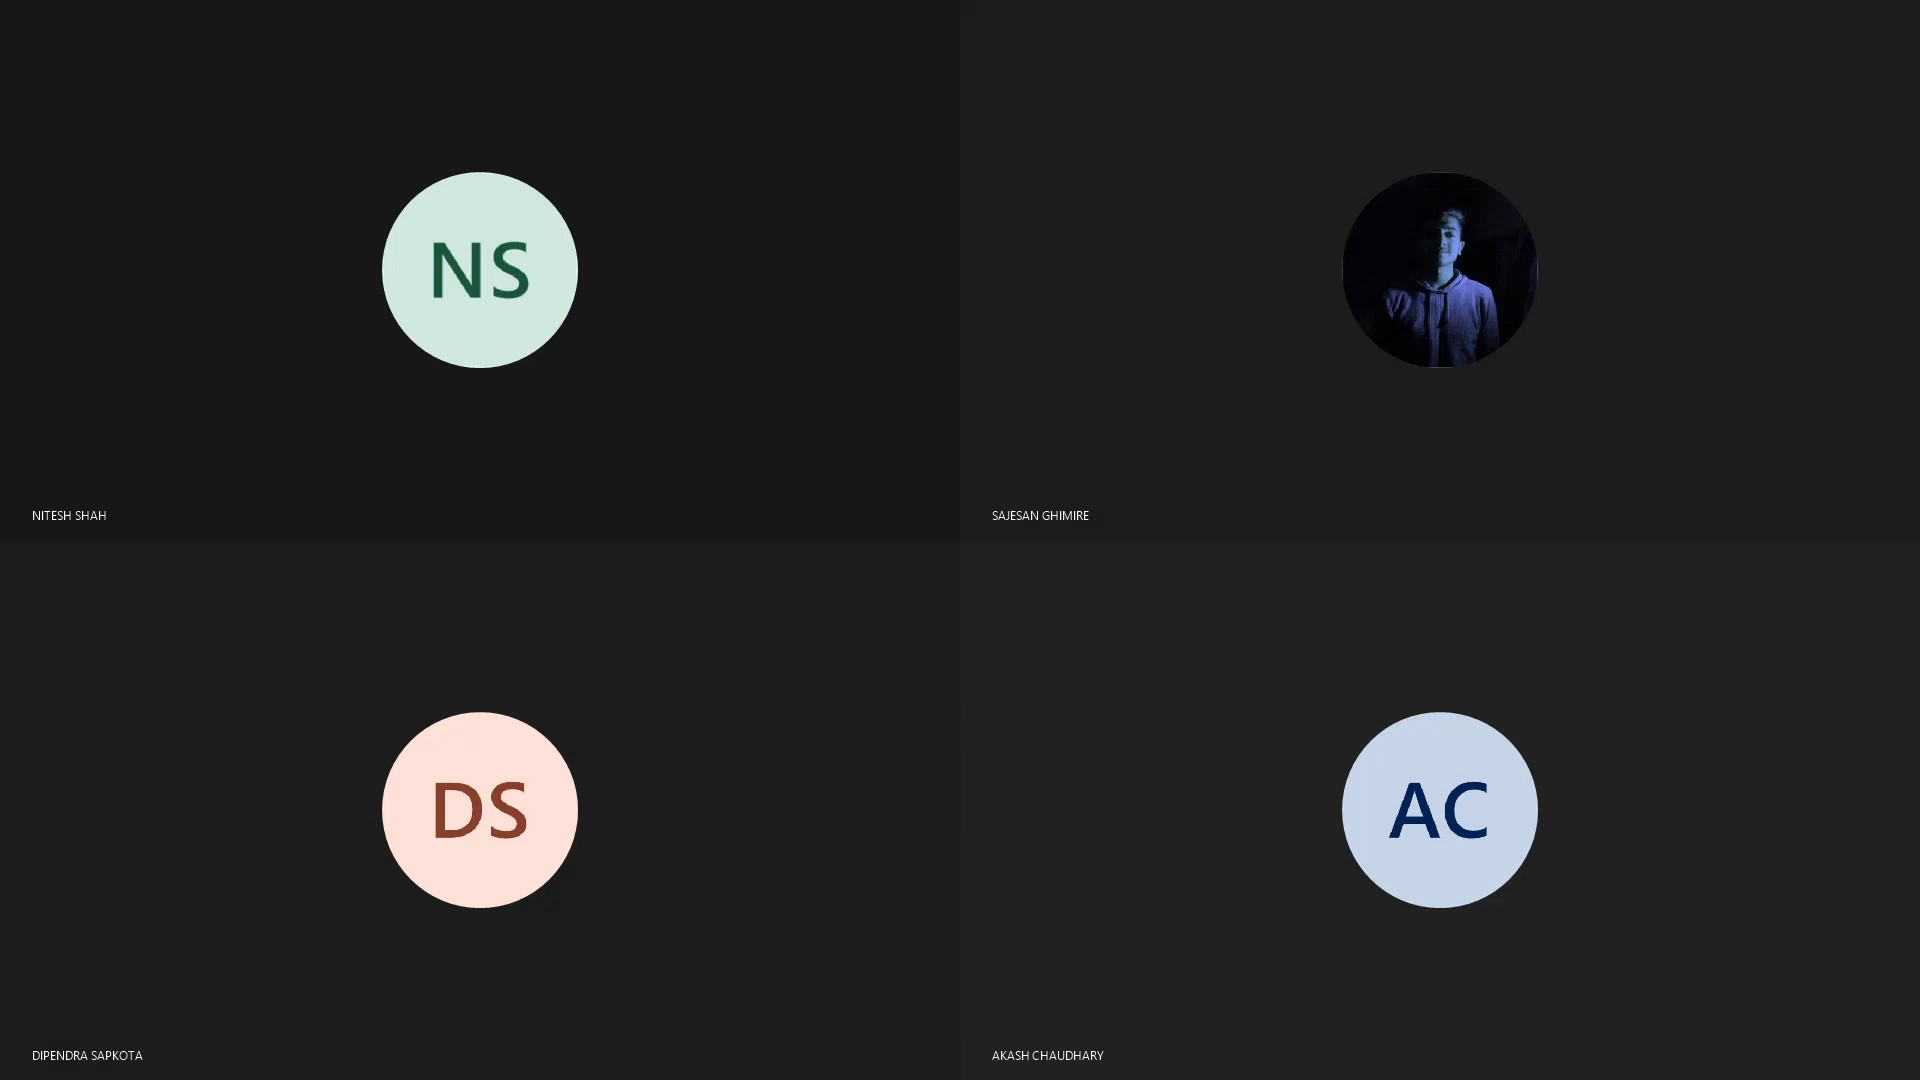 NS
NITESH SHAH
SAJESAN GHIMIRE
DS
AC
DIPENDRA SAPKOTA
AKASH CHAUDHARY